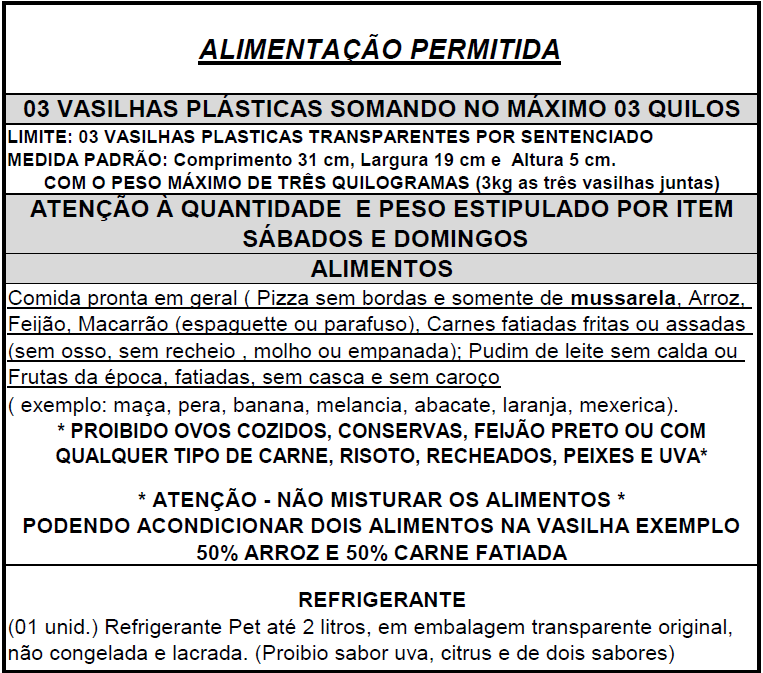 ALIMENTAÇÃO PERMITIDA
03 VASILHAS PLÁSTICAS SOMANDO NO MÁXIMO 03 QUILOS
LIMITE: 03 VASILHAS PLASTICAS TRANSPARENTES POR SENTENCIADO
MEDIDA PADRÃO: Comprimento 31 cm, Largura 19 cm e Altura 5 cm.
COM O PESO MÁXIMO DE TRÊS QUILOGRAMAS (3kg as três vasilhas juntas)
ATENÇÃO À QUANTIDADE E PESO ESTIPULADO POR ITEM
SÁBADOS E DOMINGOS
ALIMENTOS
Comida pronta em geral ( Pizza sem bordas e somente de mussarela, Arroz,
Feijão, Macarrão (espaguette ou parafuso), Carnes fatiadas fritas ou assadas
(sem osso, sem recheio , molho ou empanada); Pudim de leite sem calda ou
Frutas da época, fatiadas, sem casca e sem caroço
( exemplo: maça, pera, banana, melancia, abacate, laranja, mexerica).
* PROIBIDO OVOS COZIDOS, CONSERVAS, FEIJÃO PRETO OU COM
QUALQUER TIPO DE CARNE, RISOTO, RECHEADOS, PEIXES E UVA*
* ATENÇÃO - NÃO MISTURAR OS ALIMENTOS *
PODENDO ACONDICIONAR DOIS ALIMENTOS NA VASILHA EXEMPLO
50% ARROZ E 50% CARNE FATIADA
REFRIGERANTE
(01 unid.) Refrigerante Pet até 2 litros, em embalagem transparente original,
não congelada e lacrada. (Proibio sabor uva, citrus e de dois sabores)